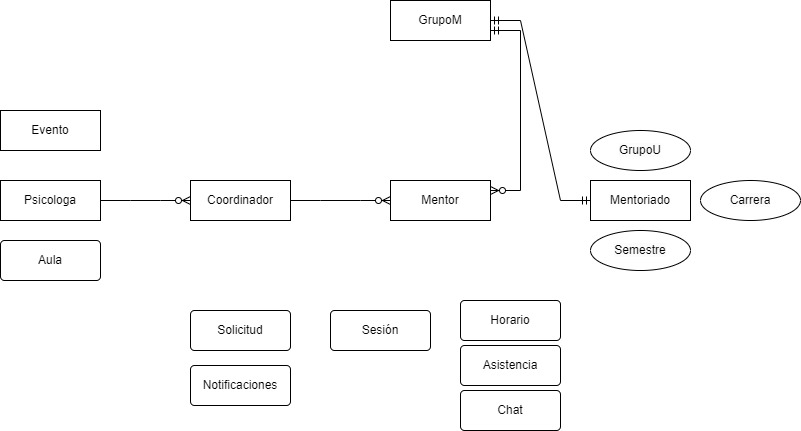 GrupoM
Evento
GrupoU
Psicologa
Coordinador
Mentor
Mentoriado
Carrera
Aula
Semestre
Solicitud
Sesión
Horario
Asistencia
Notificaciones
Chat